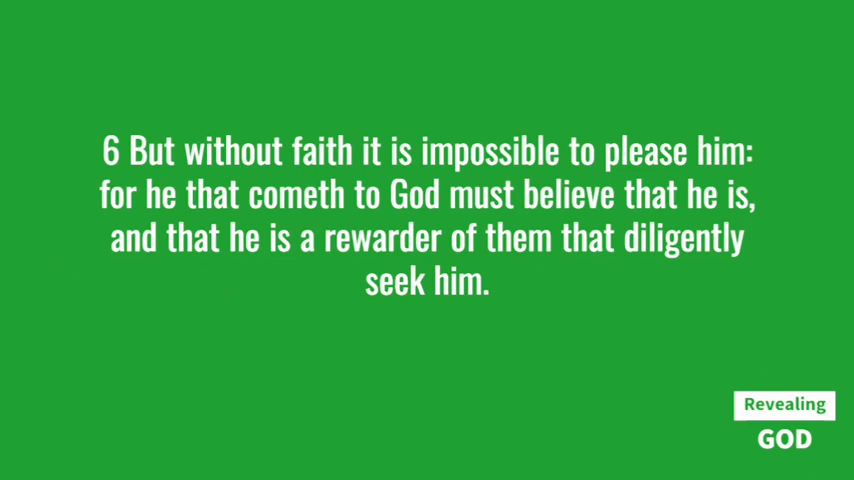 6 But without faith it is impossible to please him:
for he that cometh to God must believe that he is,
and that he is a rewarder of them that diligently
seek him.
Revealing
GOD